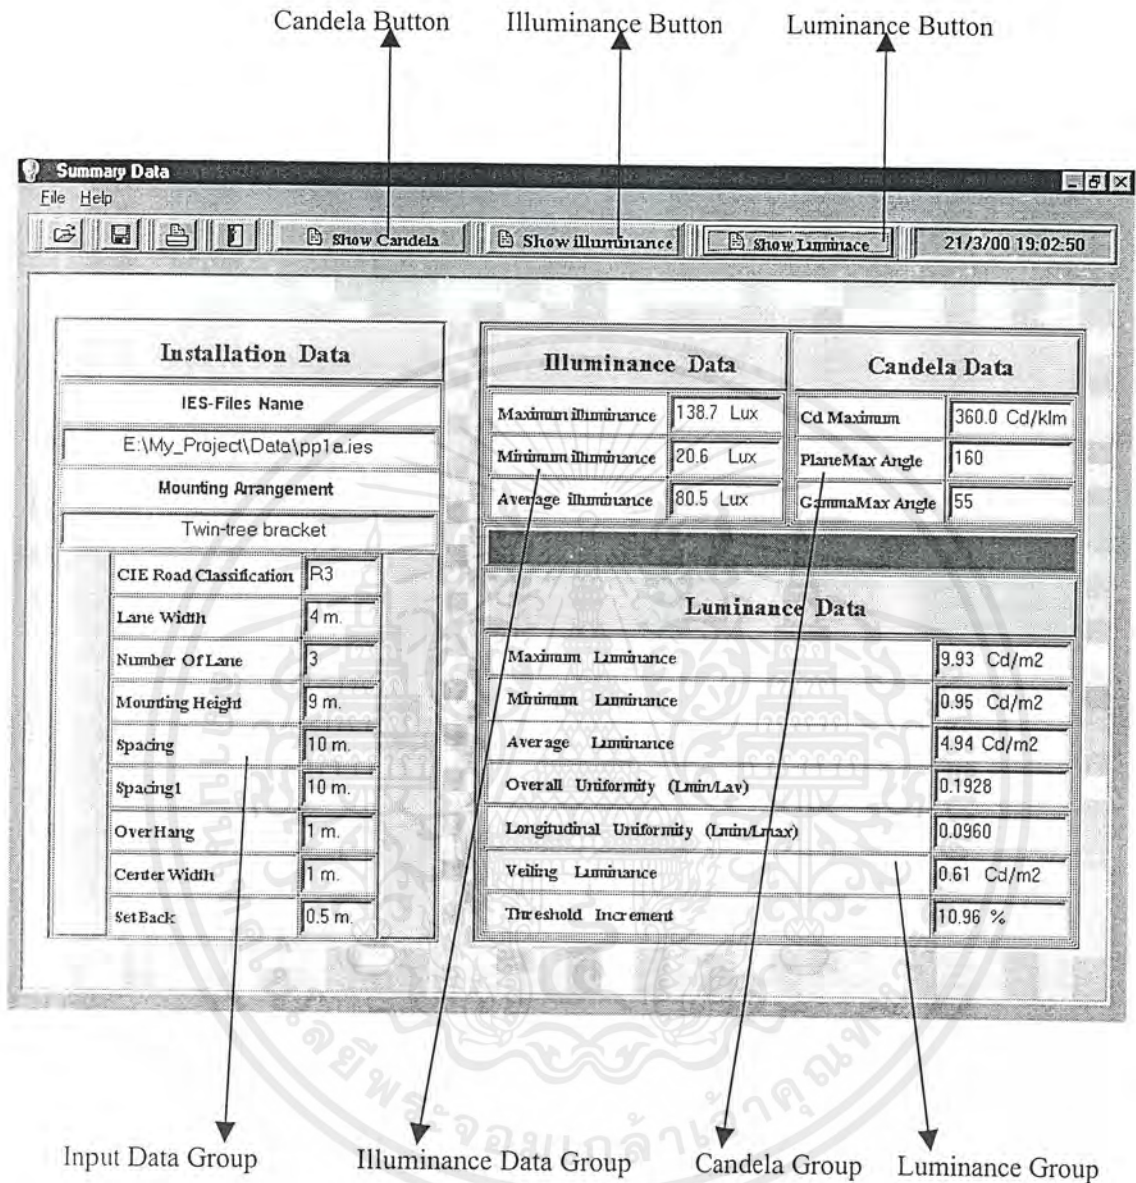 Candela Button Illuminance Button Luminance Button
Summary Data
File Help
Show Candela Show illuminance Show Luminace 21/3/00 19:02:50
Installation Data
IES-Files Name
E:\My_Project\Data\pp1a.ies
Mounting Arrangement
Twin-tree bracket
CIE Road Classification R3
Lane Width 4 m.
Number Of Lane 3
Mounting Height 9 m.
Spacing 10 m.
Spacing1 10 m.
OverHang 1 m.
Center Width 1 m.
SetBack 0.5 m.
Illuminance Data
Maximum illuminance 138.7 Lux
Minimum illuminance 20.6 Lux
Average illuminance 80.5 Lux
Candela Data
Cd Maximum 360.0 Cd/klm
PlaneMax Angle 160
GammaMax Angle 55
Luminance Data
Maximum Luminance 9.93 Cd/m2
Minimum Luminance 0.95 Cd/m2
Average Luminance 4.94 Cd/m2
Overall Uniformity (Lmin/Lav) 0.1928
Longitudinal Uniformity (Lmin/Lmax) 0.0960
Veiling Luminance 0.61 Cd/m2
Threshold Increment 10.96 %
Input Data Group Illuminance Data Group Candela Group Luminance Group